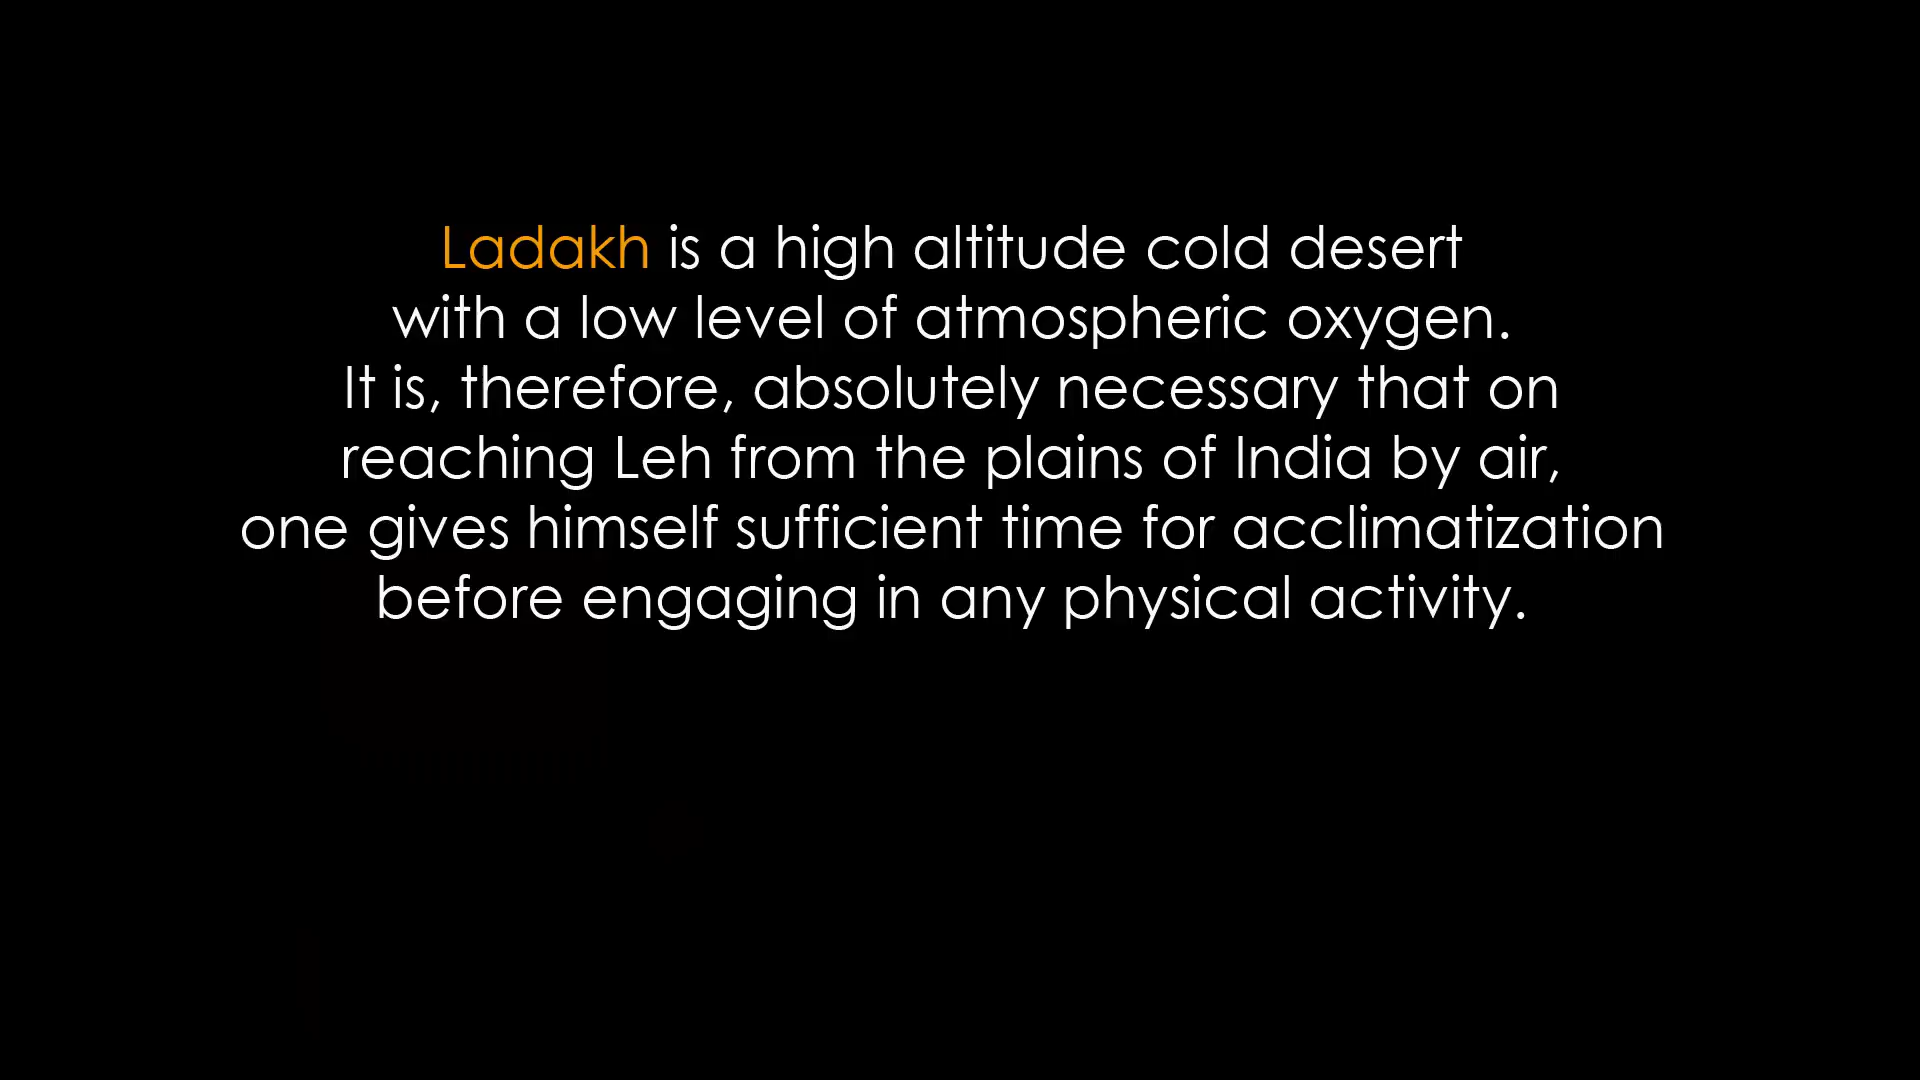 Ladakh is a high altitude cold desert
with a low level of atmospheric oxygen.
It is, therefore, absolutely necessary that on
reaching Leh from the plains of India by air,
one gives himself sufficient time for acclimatization
before engaging in any physical activity.